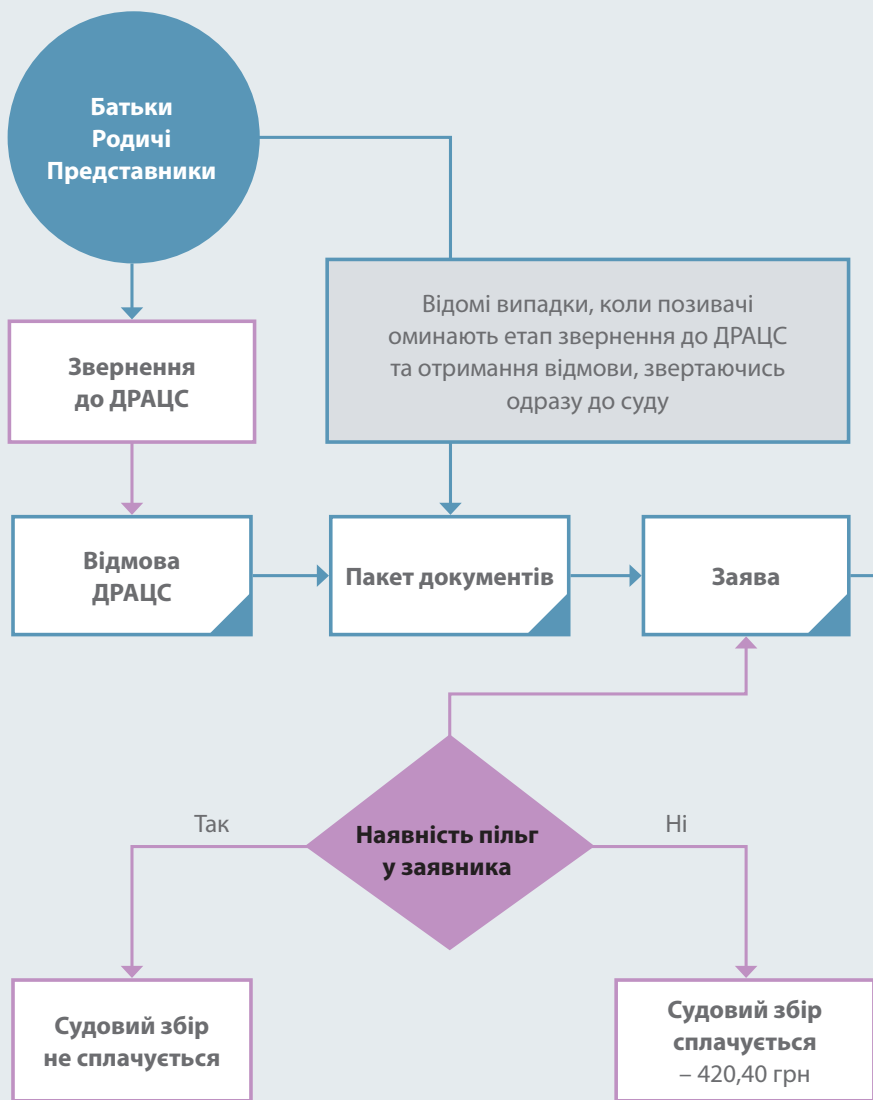 Батьки
Родичі
Представники
Відомі випадки, коли позивачі
оминають етап звернення до ДРАЦС
та отримання відмови, звертаючись
одразу до суду
Звернення
до ДРАЦС
Відмова
ДРАЦС
Пакет документів
Заява
Так
Наявність пільг
у заявника
Ні
Судовий збір
не сплачується
Судовий збір
сплачується
– 420,40 грн